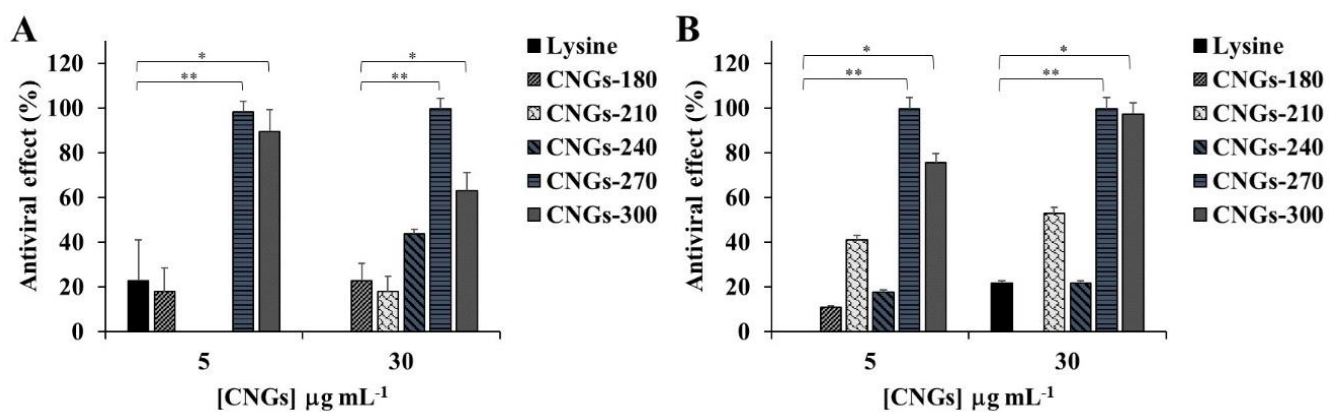 A
*
**
*
**
Antiviral effect (%)
120
100
80
60
40
20
0
5
30
[CNGs] μg mL-1
Lysine
CNGs-180
CNGs-210
CNGs-240
CNGs-270
CNGs-300
B
*
**
*
**
Antiviral effect (%)
120
100
80
60
40
20
0
5
30
[CNGs] μg mL-1
Lysine
CNGs-180
CNGs-210
CNGs-240
CNGs-270
CNGs-300